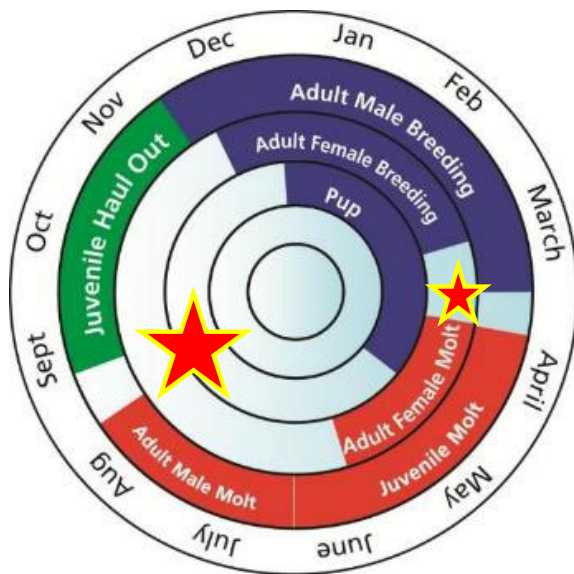 Jan
Feb
March
April
May
June
July
Aug
Sept
Oct
Nov
Dec
Adult Male Breeding
Juvenile Molt
Adult Male Molt
Juvenile Haul Out
Adult Female Breeding
Adult Female Molt
Pup